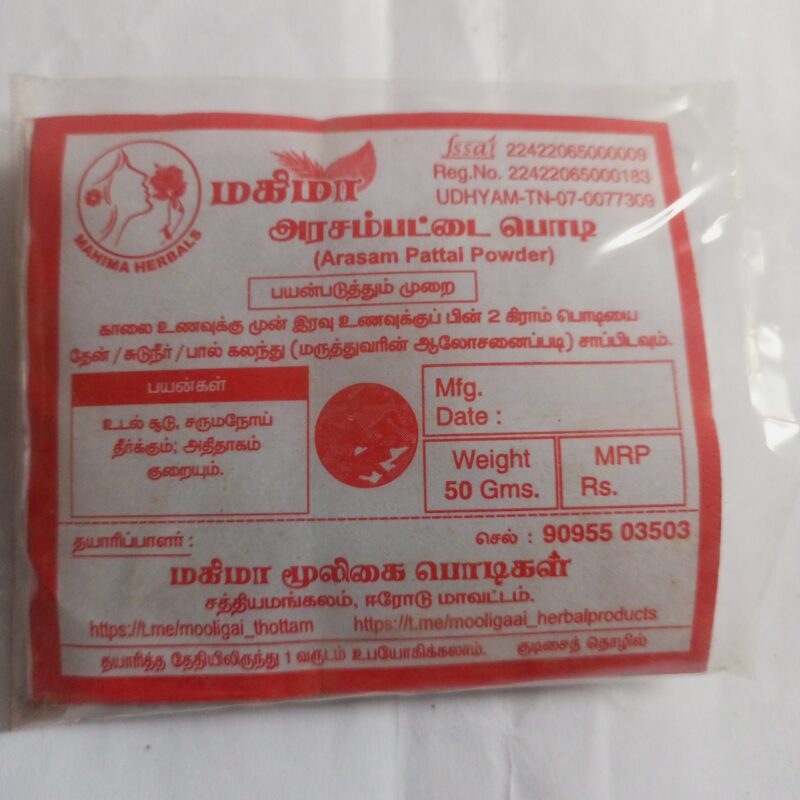 MAHIMA HERBALS
மகிமா
fssai 22422065000009
Reg.No. 22422065000183
UDHYAM-TN-07-0077309
அரசம்பட்டை பொடி
(Arasam Pattai Powder)
பயன்படுத்தும் முறை
காலை உணவுக்கு முன் இரவு உணவுக்குப் பின் 2 கிராம் பொடியை
தேன் / சுடுநீர் / பால் கலந்து (மருத்துவரின் ஆலோசனைப்படி) சாப்பிடவும்.
பயன்கள்
உடல் சூடு, சருமநோய்
தீர்க்கும்; அதிதாகம்
குறையும்.
Mfg.
Date :
Weight
50 Gms.
MRP
Rs.
தயாரிப்பாளர் :
செல் : 90955 03503
மகிமா மூலிகை பொடிகள்
சத்தியமங்கலம், ஈரோடு மாவட்டம்.
https://t.me/mooligai_thottam https://t.me/mooligaai_herbalproducts
தயாரித்த தேதியிலிருந்து 1 வருடம் உபயோகிக்கலாம். குடிசைத் தொழில்